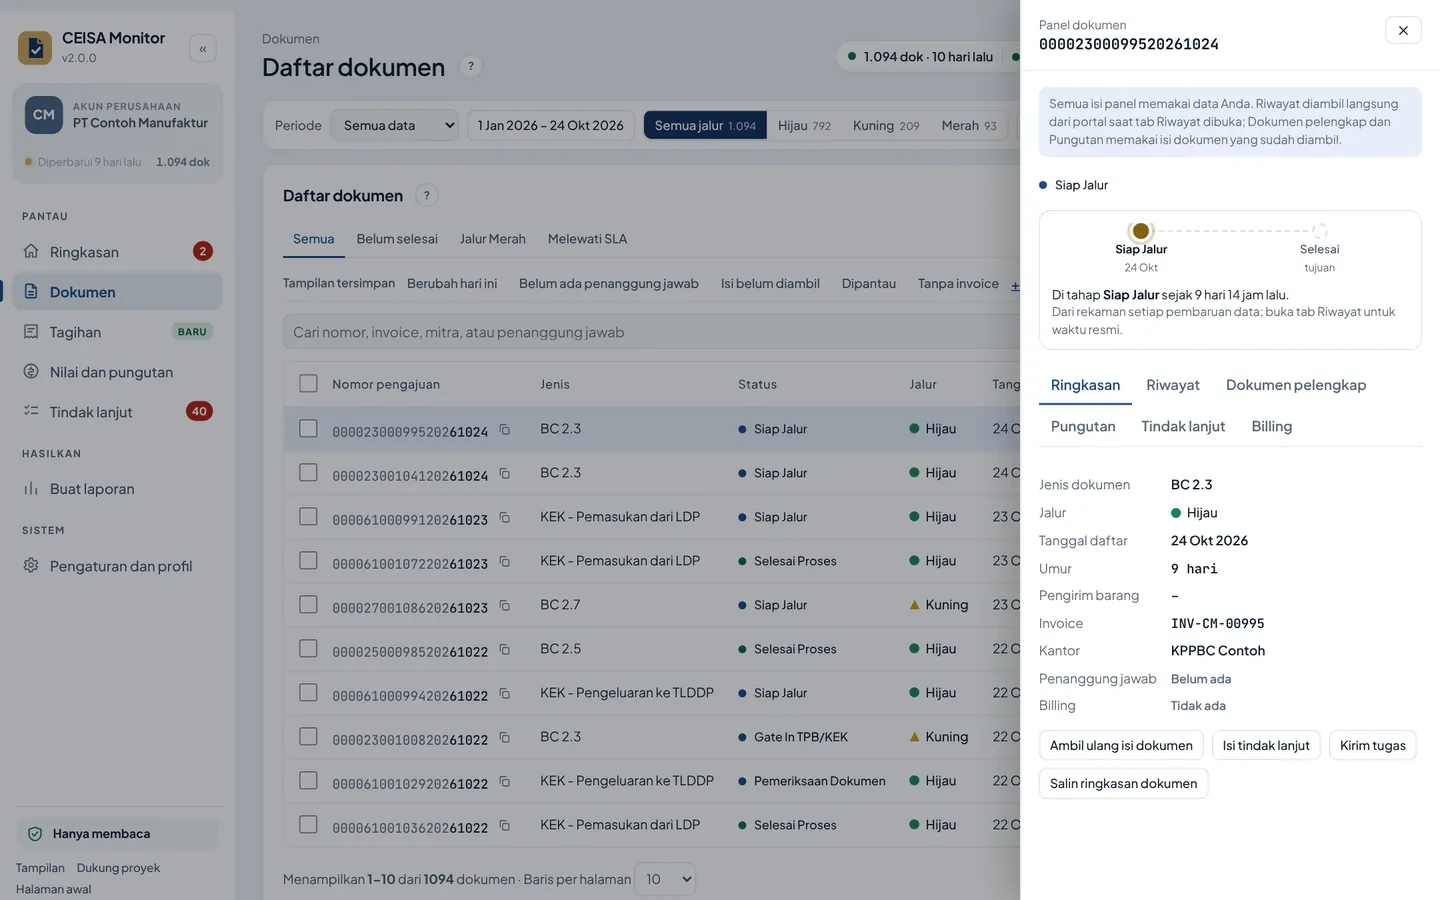 CEISA Monitor
v2.0.0
«
CM
AKUN PERUSAHAAN
PT Contoh Manufaktur
Diperbarui 9 hari lalu 1.094 dok
PANTAU
Ringkasan 2
Dokumen
Tagihan BARU
Nilai dan pungutan
Tindak lanjut 40
HASILKAN
Buat laporan
SISTEM
Pengaturan dan profil
Hanya membaca
Tampilan Dukung proyek
Halaman awal
Dokumen
Daftar dokumen ?
1.094 dok · 10 hari lalu
Periode Semua data 1 Jan 2026 – 24 Okt 2026 Semua jalur 1.094 Hijau 792 Kuning 209 Merah 93
Daftar dokumen ?
Semua Belum selesai Jalur Merah Melewati SLA
Tampilan tersimpan Berubah hari ini Belum ada penanggung jawab Isi belum diambil Dipantau Tanpa invoice +
Cari nomor, invoice, mitra, atau penanggung jawab
Nomor pengajuan Jenis Status Jalur Tang
00002300099520261024 BC 2.3 Siap Jalur Hijau 24 O
00002300104120261024 BC 2.3 Siap Jalur Hijau 24 O
00006100099120261023 KEK - Pemasukan dari LDP Siap Jalur Hijau 23 O
00006100107220261023 KEK - Pemasukan dari LDP Selesai Proses Hijau 23 O
00002700108620261023 BC 2.7 Siap Jalur Kuning 23 O
00002500098520261022 BC 2.5 Selesai Proses Hijau 22 O
00006100099420261022 KEK - Pengeluaran ke TLDDP Siap Jalur Hijau 22 O
00002300100820261022 BC 2.3 Gate In TPB/KEK Kuning 22 O
00006100102920261022 KEK - Pengeluaran ke TLDDP Pemeriksaan Dokumen Hijau 22 O
00006100103620261022 KEK - Pemasukan dari LDP Selesai Proses Hijau 22 O
Menampilkan 1–10 dari 1094 dokumen · Baris per halaman 10
Panel dokumen
00002300099520261024
Semua isi panel memakai data Anda. Riwayat diambil langsung
dari portal saat tab Riwayat dibuka; Dokumen pelengkap dan
Pungutan memakai isi dokumen yang sudah diambil.
Siap Jalur
Siap Jalur Selesai
24 Okt tujuan
Di tahap Siap Jalur sejak 9 hari 14 jam lalu.
Dari rekaman setiap pembaruan data; buka tab Riwayat untuk
waktu resmi.
Ringkasan Riwayat Dokumen pelengkap
Pungutan Tindak lanjut Billing
Jenis dokumen BC 2.3
Jalur Hijau
Tanggal daftar 24 Okt 2026
Umur 9 hari
Pengirim barang –
Invoice INV-CM-00995
Kantor KPPBC Contoh
Penanggung jawab Belum ada
Billing Tidak ada
Ambil ulang isi dokumen Isi tindak lanjut Kirim tugas
Salin ringkasan dokumen